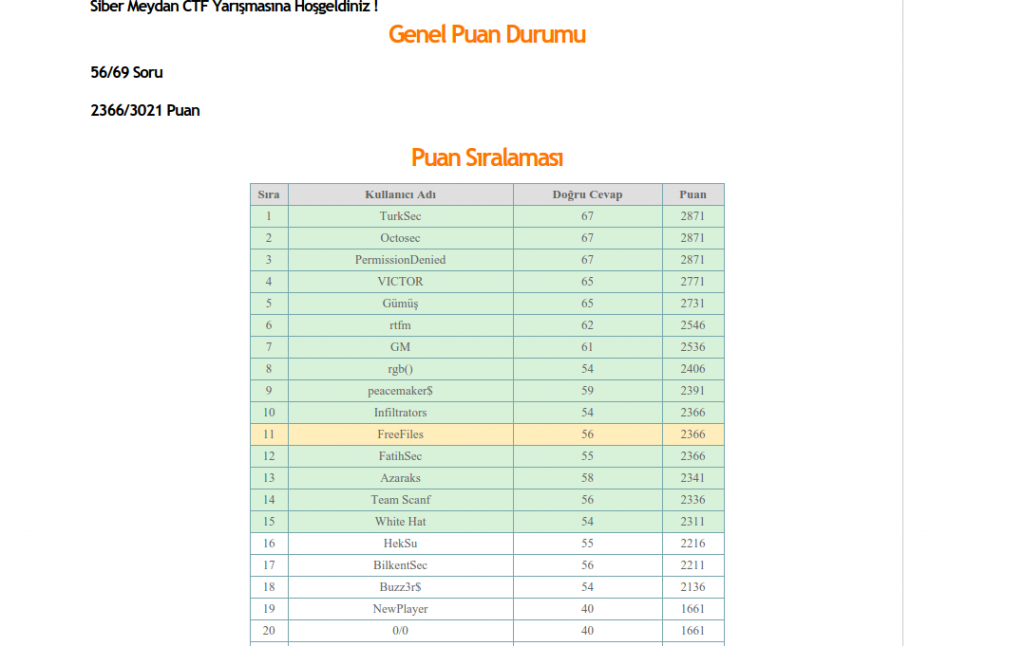 Siber Meydan CTF Yarışmasına Hoşgeldiniz !
Genel Puan Durumu
56/69 Soru
2366/3021 Puan
Puan Sıralaması
Sıra Kullanıcı Adı Doğru Cevap Puan
1 TurkSec 67 2871
2 Octosec 67 2871
3 PermissionDenied 67 2871
4 VICTOR 65 2771
5 Gümüş 65 2731
6 rtfm 62 2546
7 GM 61 2536
8 rgb() 54 2406
9 peacemaker$ 59 2391
10 Infiltrators 54 2366
11 FreeFiles 56 2366
12 FatihSec 55 2366
13 Azaraks 58 2341
14 Team Scanf 56 2336
15 White Hat 54 2311
16 HekSu 55 2216
17 BilkentSec 56 2211
18 Buzz3r$ 54 2136
19 NewPlayer 40 1661
20 0/0 40 1661